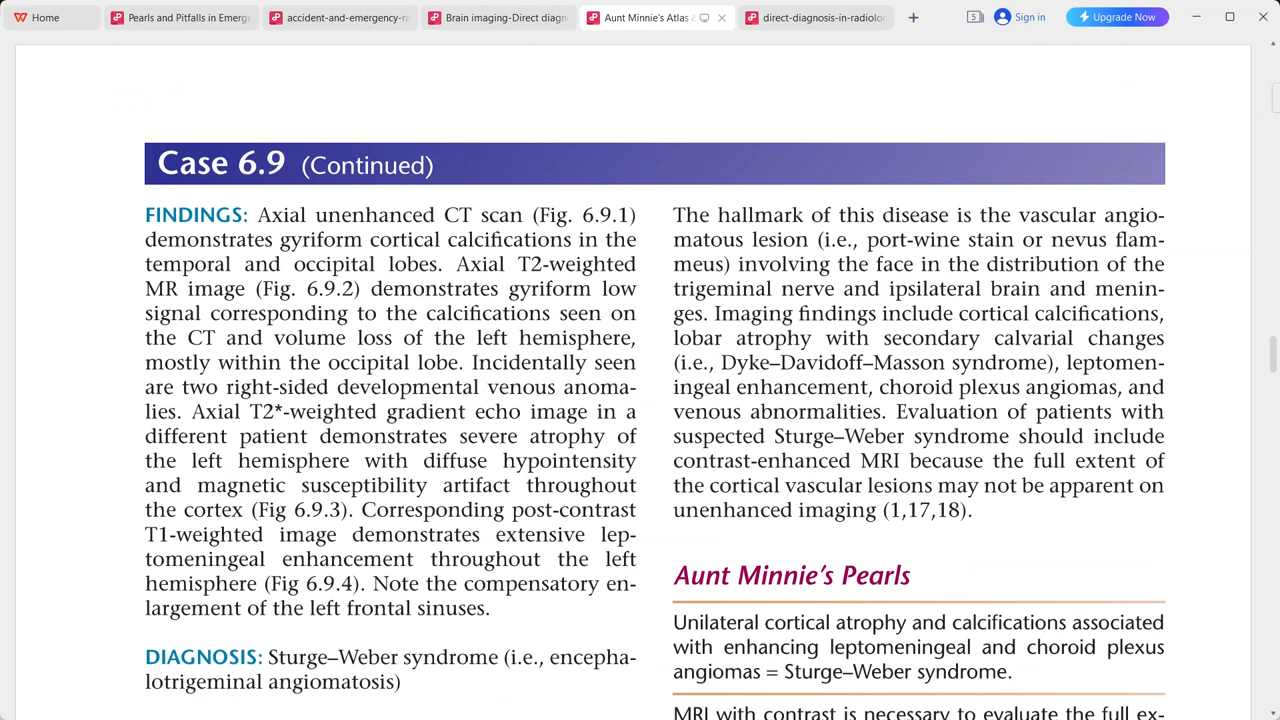 Home
Pearls and Pitfalls in Emerg
accident-and-emergency-ra
Brain imaging-Direct diagn
Aunt Minnie's Atlas
direct-diagnosis-in-radiolo
5
Sign in
Upgrade Now
Case 6.9 (Continued)
FINDINGS: Axial unenhanced CT scan (Fig. 6.9.1)
demonstrates gyriform cortical calcifications in the
temporal and occipital lobes. Axial T2-weighted
MR image (Fig. 6.9.2) demonstrates gyriform low
signal corresponding to the calcifications seen on
the CT and volume loss of the left hemisphere,
mostly within the occipital lobe. Incidentally seen
are two right-sided developmental venous anoma-
lies. Axial T2*-weighted gradient echo image in a
different patient demonstrates severe atrophy of
the left hemisphere with diffuse hypointensity
and magnetic susceptibility artifact throughout
the cortex (Fig 6.9.3). Corresponding post-contrast
T1-weighted image demonstrates extensive lep-
tomeningeal enhancement throughout the left
hemisphere (Fig 6.9.4). Note the compensatory en-
largement of the left frontal sinuses.
DIAGNOSIS: Sturge–Weber syndrome (i.e., encepha-
lotrigeminal angiomatosis)
The hallmark of this disease is the vascular angio-
matous lesion (i.e., port-wine stain or nevus flam-
meus) involving the face in the distribution of the
trigeminal nerve and ipsilateral brain and menin-
ges. Imaging findings include cortical calcifications,
lobar atrophy with secondary calvarial changes
(i.e., Dyke–Davidoff–Masson syndrome), leptomen-
ingeal enhancement, choroid plexus angiomas, and
venous abnormalities. Evaluation of patients with
suspected Sturge–Weber syndrome should include
contrast-enhanced MRI because the full extent of
the cortical vascular lesions may not be apparent on
unenhanced imaging (1,17,18).
Aunt Minnie's Pearls
Unilateral cortical atrophy and calcifications associated
with enhancing leptomeningeal and choroid plexus
angiomas = Sturge–Weber syndrome.
MRI with contrast is necessary to evaluate the full ex-